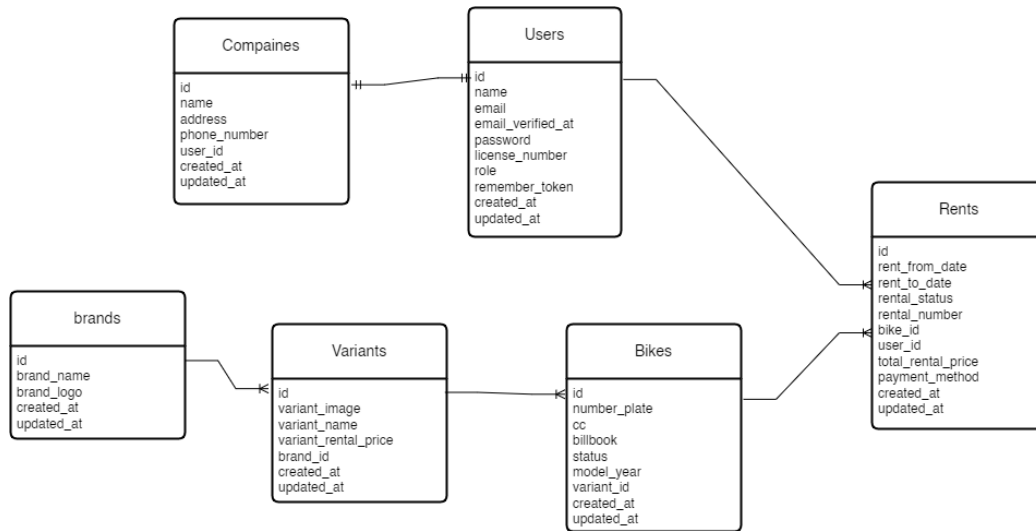 Compaines
id
name
address
phone_number
user_id
created_at
updated_at
Users
id
name
email
email_verified_at
password
license_number
role
remember_token
created_at
updated_at
Rents
id
rent_from_date
rent_to_date
rental_status
rental_number
bike_id
user_id
total_rental_price
payment_method
created_at
updated_at
brands
id
brand_name
brand_logo
created_at
updated_at
Variants
id
variant_image
variant_name
variant_rental_price
brand_id
created_at
updated_at
Bikes
id
number_plate
cc
billbook
status
model_year
variant_id
created_at
updated_at